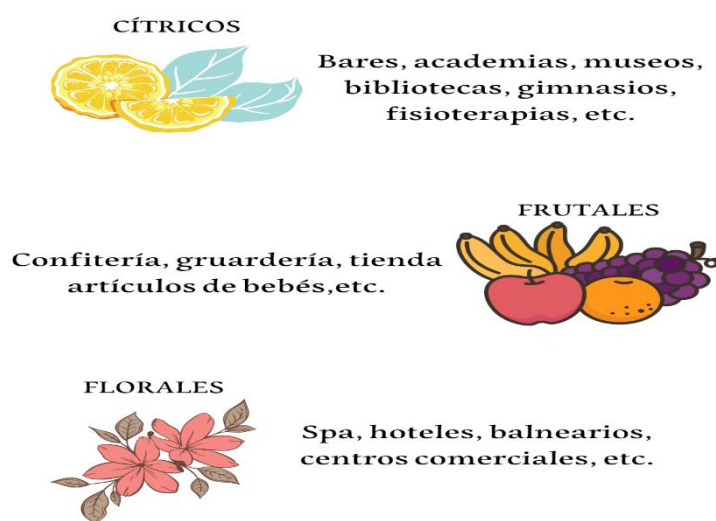 CÍTRICOS
Bares, academias, museos,
bibliotecas, gimnasios,
fisioterapias, etc.
FRUTALES
Confitería, gruardería, tienda
artículos de bebés,etc.
FLORALES
Spa, hoteles, balnearios,
centros comerciales, etc.